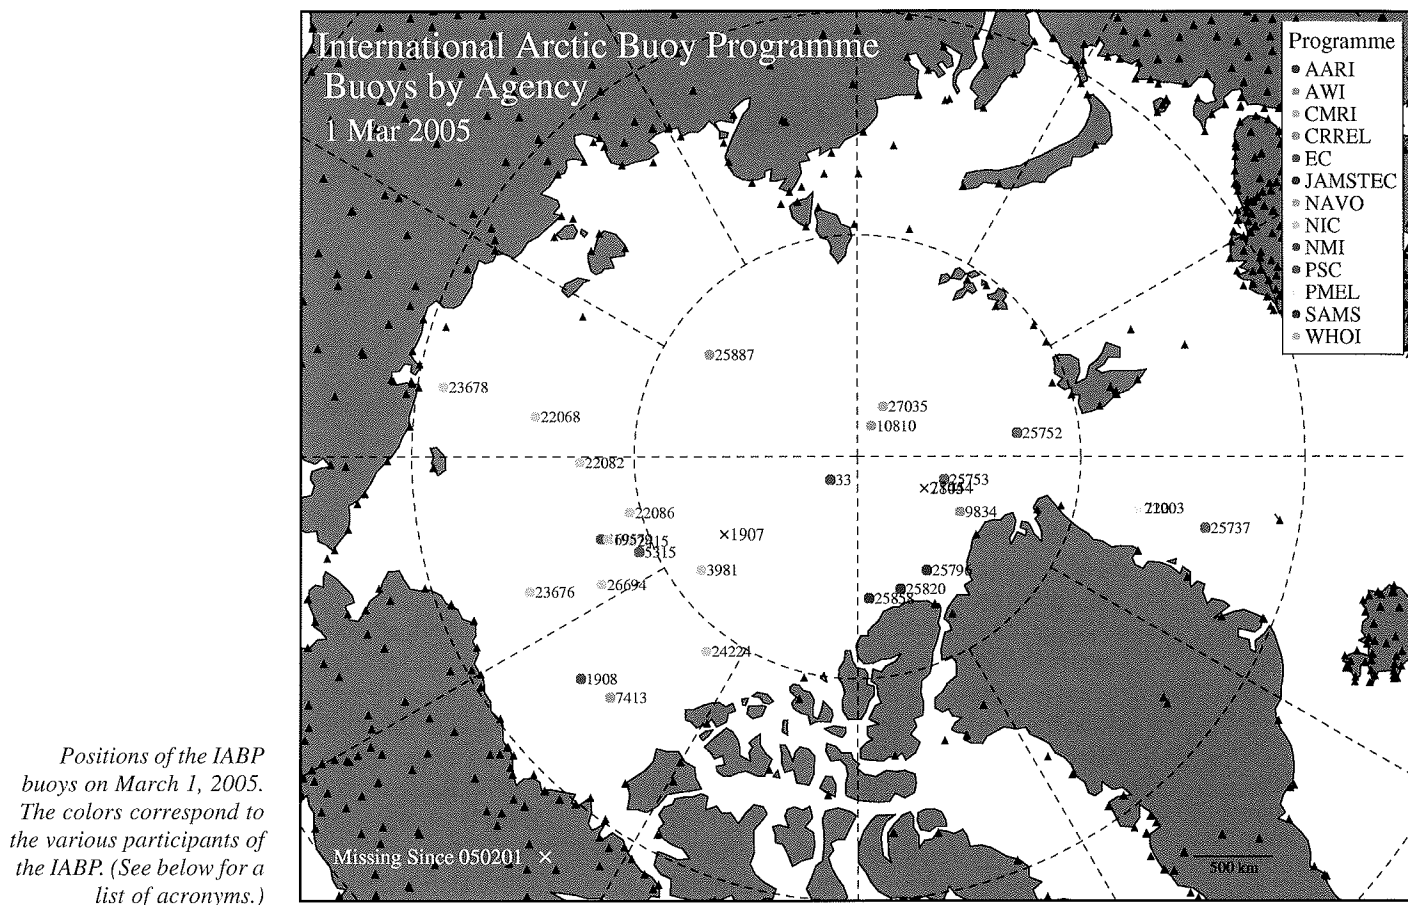 International Arctic Buoy Programme
Buoys by Agency
1 Mar 2005
Programme
AARI
AWI
CMRI
CRREL
EC
JAMSTEC
NAVO
NIC
NMI
PSC
PMEL
SAMS
WHOI
25887
23678
27035
22068
10810
25752
22082
33
25753
9834
22086
1907
25737
5315
3981
25796
26694
25820
23676
25858
24224
1908
7413
Missing Since 050201 ×
500 km
Positions of the IABP
buoys on March 1, 2005.
The colors correspond to
the various participants of
the IABP. (See below for a
list of acronyms.)